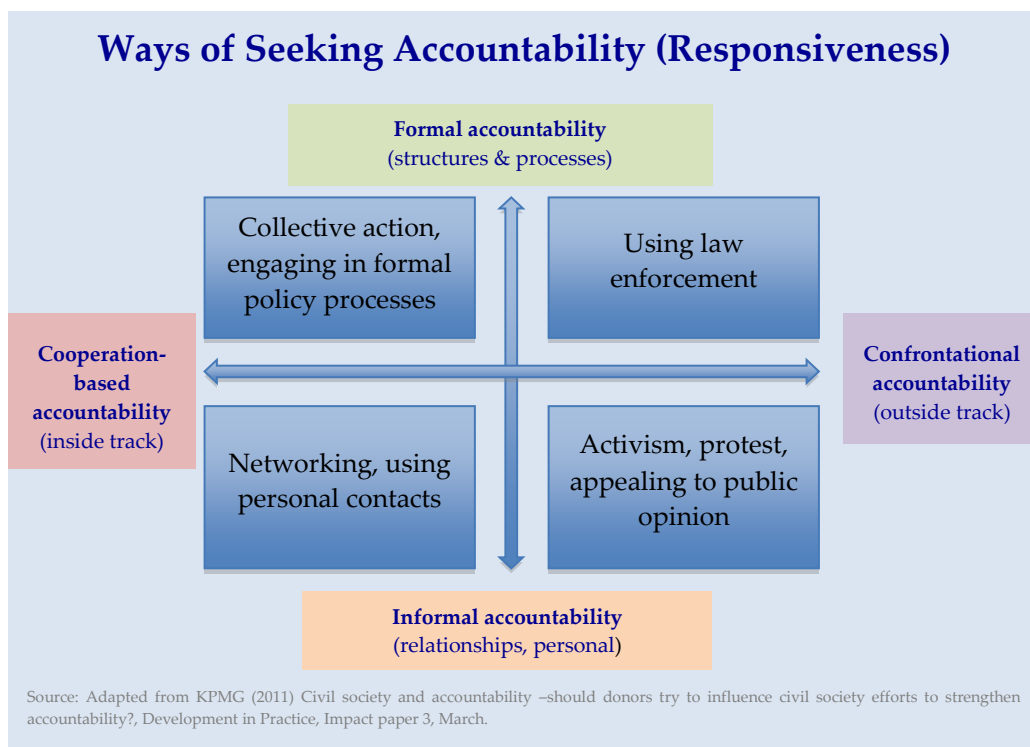 Ways of Seeking Accountability (Responsiveness)
Formal accountability
(structures & processes)
Collective action,
engaging in formal
policy processes
Using law
enforcement
Cooperation-
based
accountability
(inside track)
Confrontational
accountability
(outside track)
Networking, using
personal contacts
Activism, protest,
appealing to public
opinion
Informal accountability
(relationships, personal)
Source: Adapted from KPMG (2011) Civil society and accountability –should donors try to influence civil society efforts to strengthen
accountability?, Development in Practice, Impact paper 3, March.